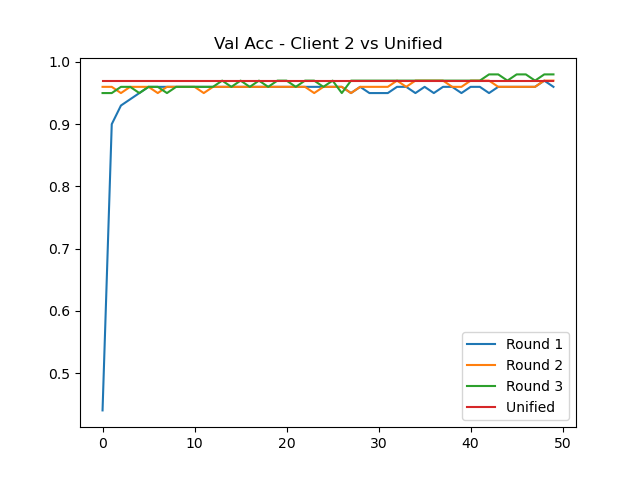 Val Acc - Client 2 vs Unified
1.0
0.9
0.8
0.7
0.6
0.5
0 10 20 30 40 50
Round 1
Round 2
Round 3
Unified